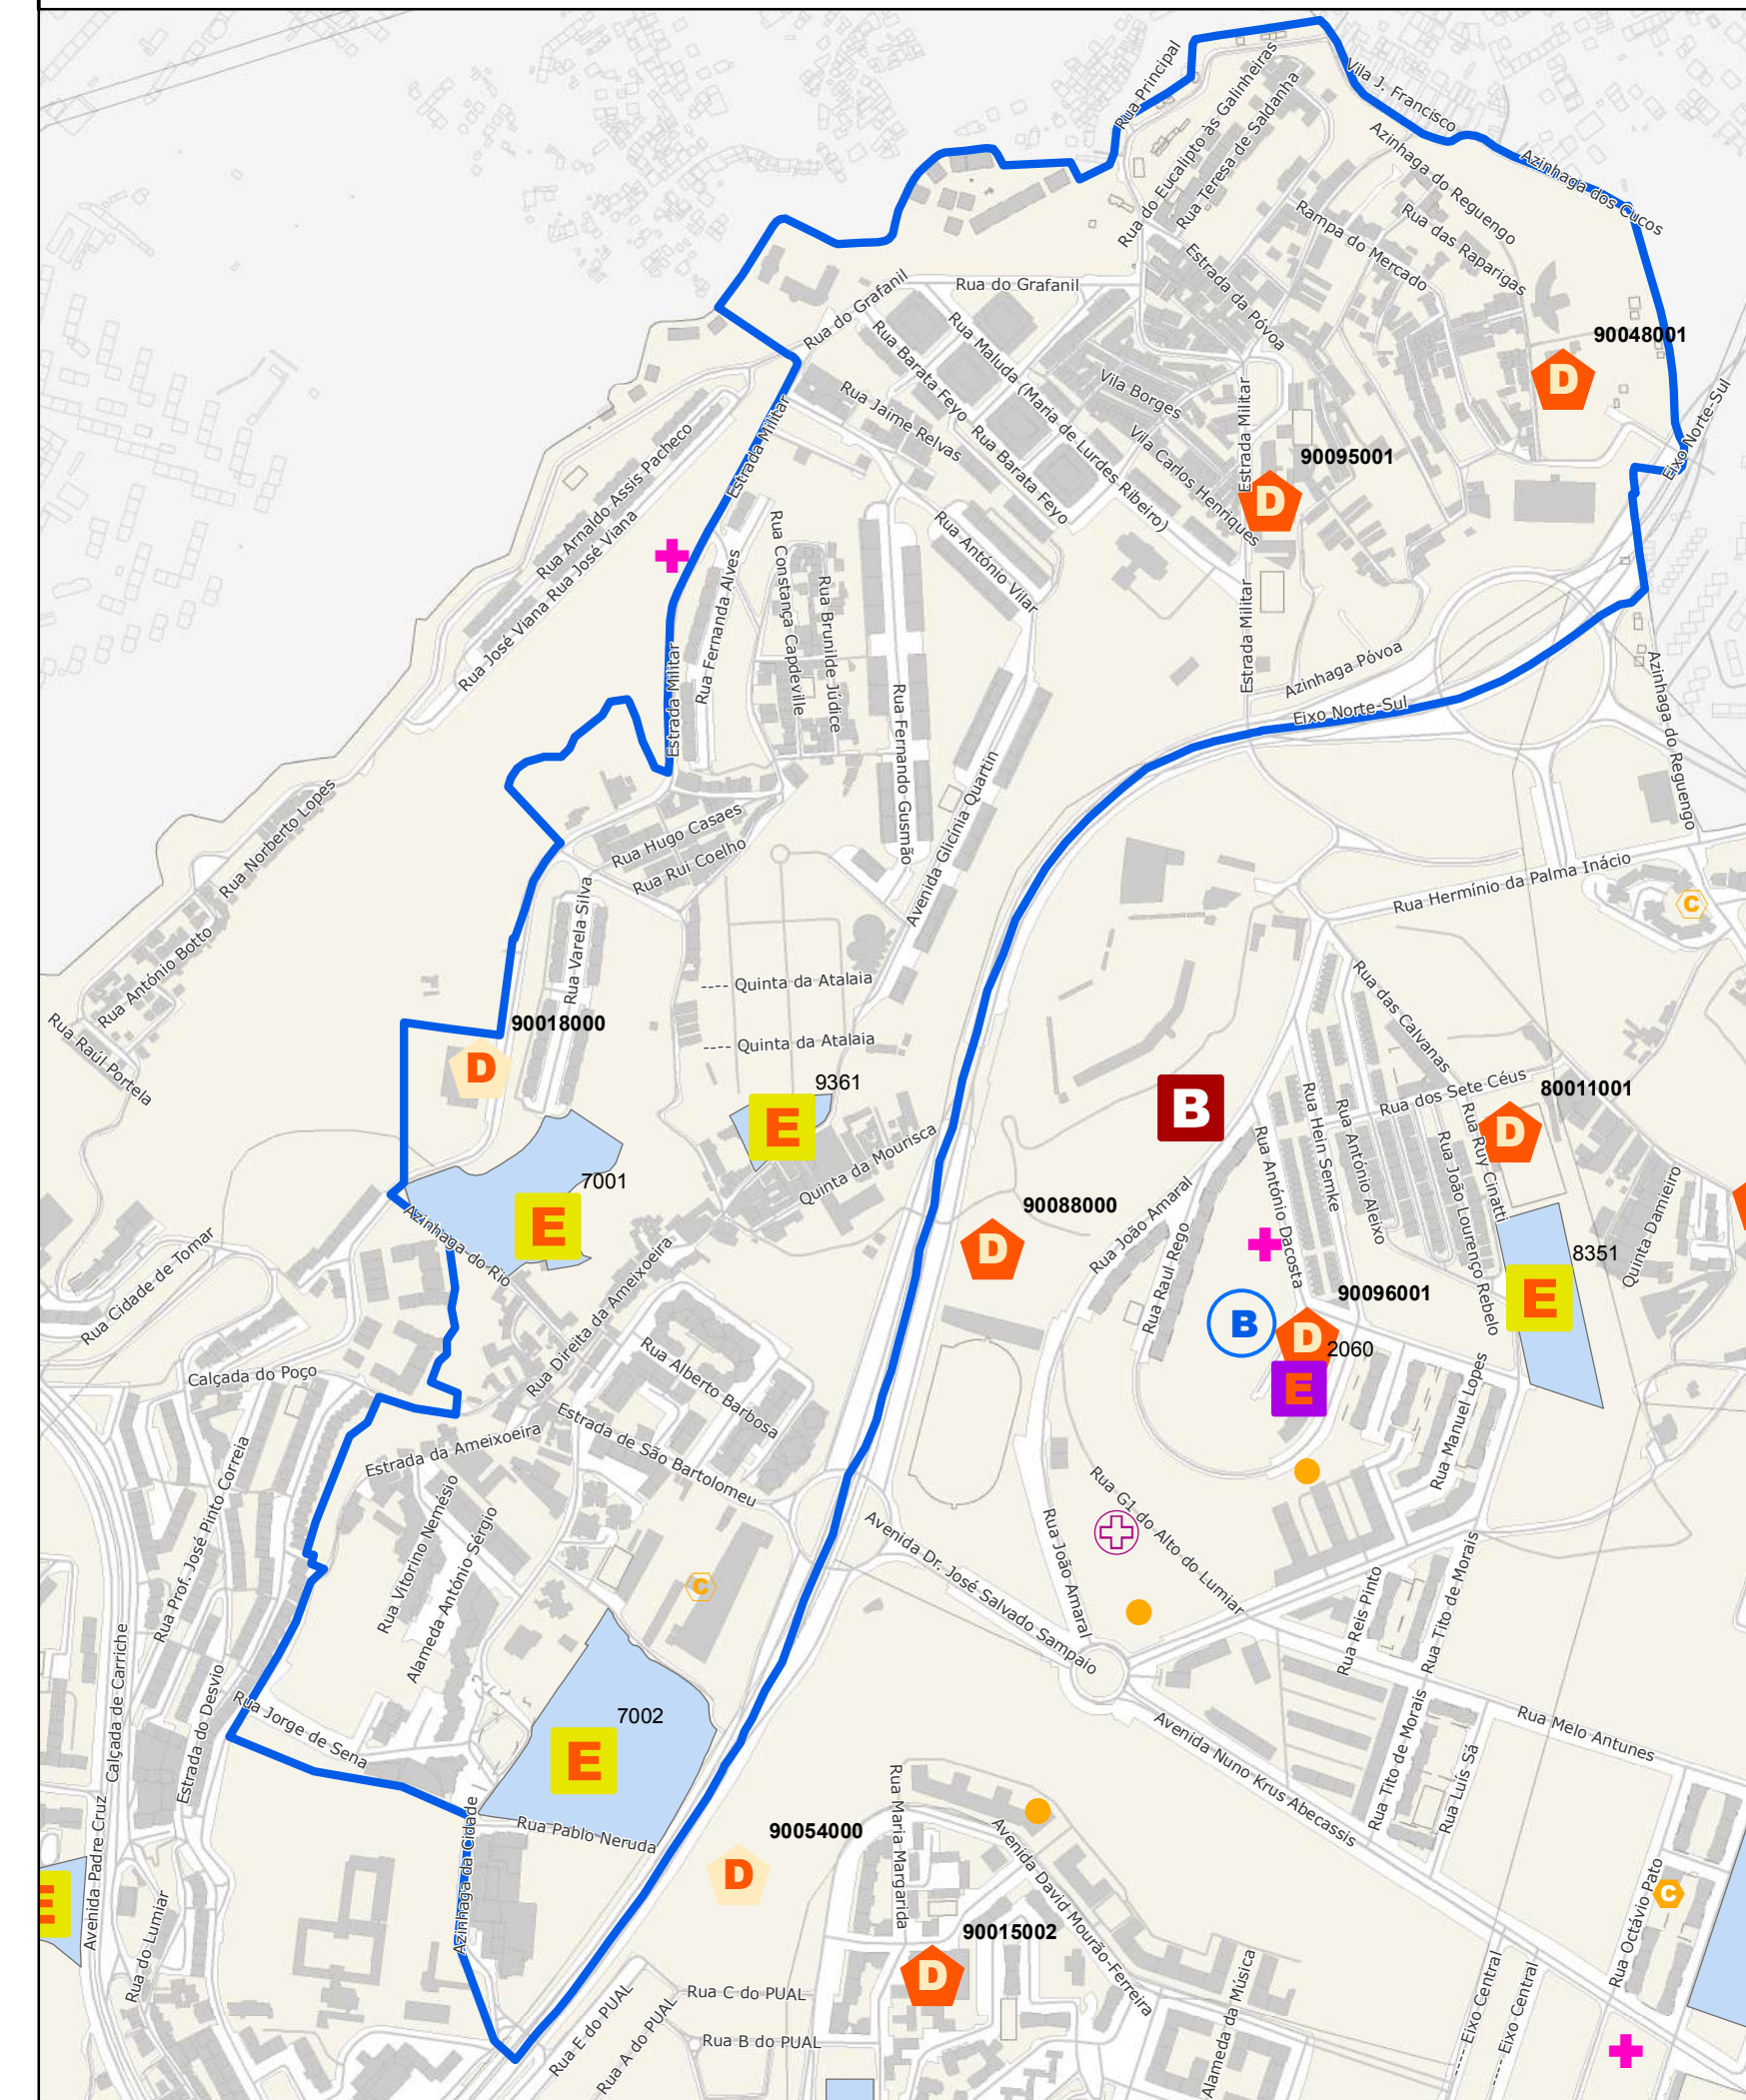 Rua Principal
Rua do Eucalipto às Galinheiras
Rua Teresa de Saldanha
Vila J. Francisco
Azinhaga do Reguengo
Azinhaga dos Cucos
Rampa do Mercado
Rua das Raparigas
Estrada da Póvoa
Rua do Grafanil
Rua do Grafanil
90048001
D
Rua Barata Feyo
Rua Maluda (Maria de Lurdes Ribeiro)
Vila Borges
Vila Carlos Henriques
Estrada Militar
Rua Jaime Relvas
Rua Barata Feyo
90095001
D
Eixo Norte-Sul
Estrada Militar
Rua Arnaldo Assis Pacheco
Rua José Viana
Rua José Viana
Rua Constança Capdeville
Rua Brunilde Júdice
Rua Fernanda Alves
Rua António Vilar
Estrada Militar
Estrada Militar
Rua Fernando Gusmão
Azinhaga Póvoa
Eixo Norte-Sul
Azinhaga do Reguengo
Rua Norberto Lopes
Rua Hugo Casaes
Rua Rui Coelho
Avenida Glicínia Quartin
Rua Hermínio da Palma Inácio
C
Rua António Botto
Rua Varela Silva
---- Quinta da Atalaia
Rua das Calvanas
Rua Raúl Portela
90018000
D
---- Quinta da Atalaia
9361
E
B
Rua dos Sete Céus
80011001
D
Rua Hein Semke
Rua António Aleixo
Rua António Dacosta
Rua João Lourenço Rebelo
Rua Ruy Cinatti
Quinta da Mourisca
7001
E
Azinhaga do Rio
90088000
D
Rua João Amaral
Rua Raul Rego
Quinta Damieiro
8351
E
Rua Cidade de Tomar
Rua Direita da Ameixoeira
90096001
B
D
2060
E
Calçada do Poço
Rua Alberto Barbosa
Rua Manuel Lopes
Estrada da Ameixoeira
Estrada de São Bartolomeu
Rua Prof. José Pinto Correia
Rua Vitorino Nemésio
Alameda António Sérgio
Rua G1 do Alto do Lumiar
Avenida Dr. José Salvado Sampaio
Rua João Amaral
C
Rua Reis Pinto
Rua Tito de Morais
Calçada de Carriche
Estrada do Desvio
Rua Jorge de Sena
7002
E
Rua Melo Antunes
Avenida Nuno Krus Abecassis
Rua Tito de Morais
Rua Luís Sá
Rua Pablo Neruda
Azinhaga da Cidade
90054000
D
Rua Maria Margarida
Avenida David Mourão-Ferreira
Avenida Padre Cruz
E
Rua do Lumiar
C
Rua Octávio Pato
90015002
D
Rua C do PUAL
Rua B do PUAL
Rua E do PUAL
Rua A do PUAL
Alameda da Música
---- Eixo Central
---- Eixo Central